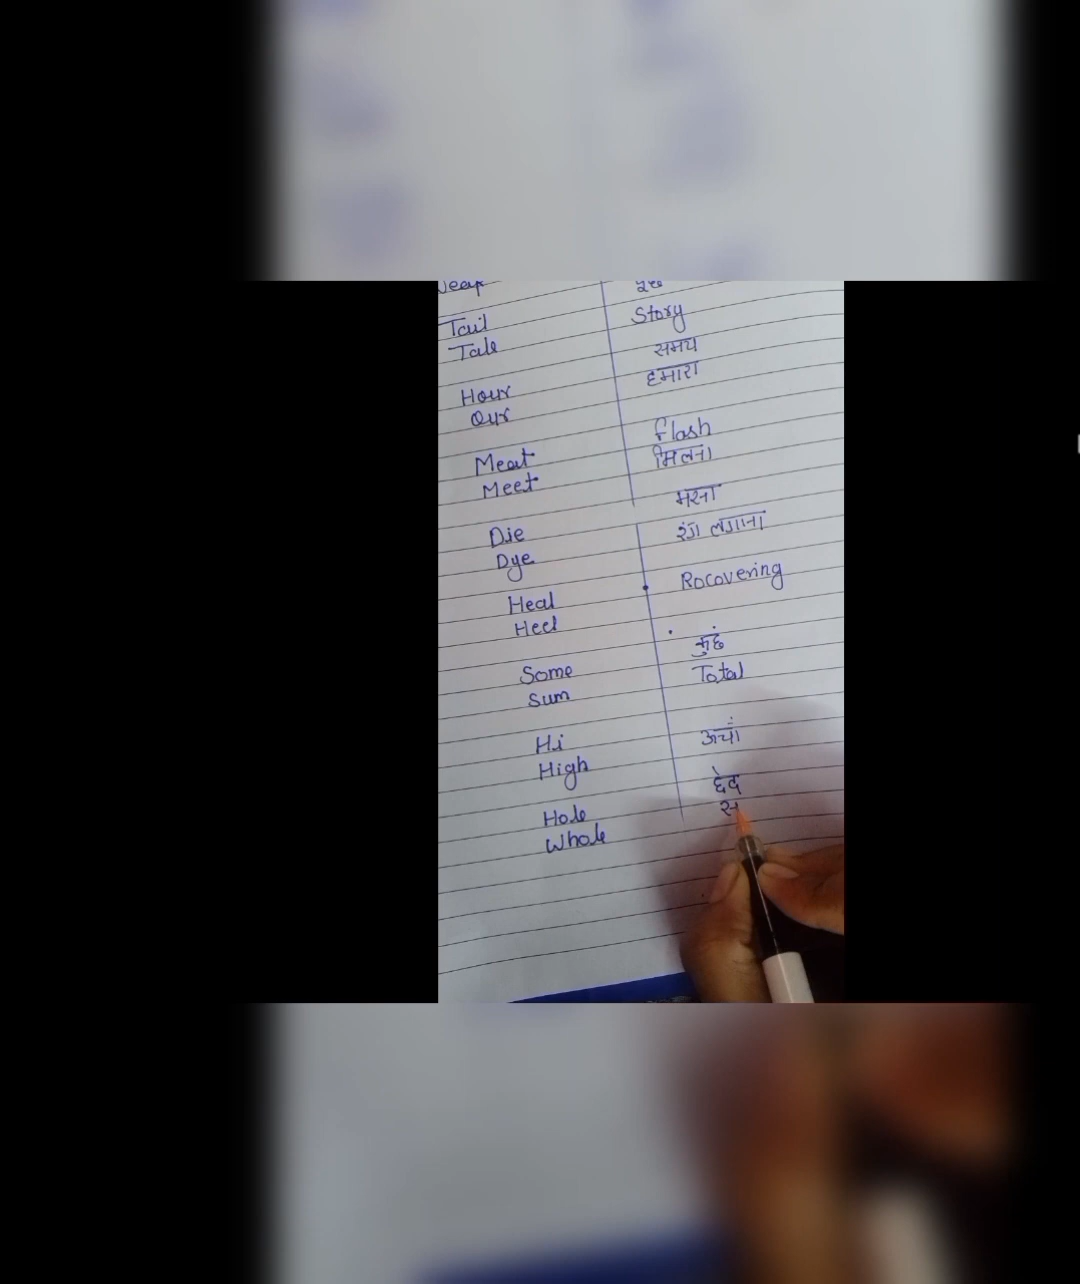 Tail पूछ
Tale Story
Hour समय
Our हमारा
Meat flash
Meet मिलना
Die मरना
Dye रंग लगाना
Heal Rocovering
Heel
Some कुछं
Sum Total
Hi
High ऊचाँ
Hole छेद
Whole स